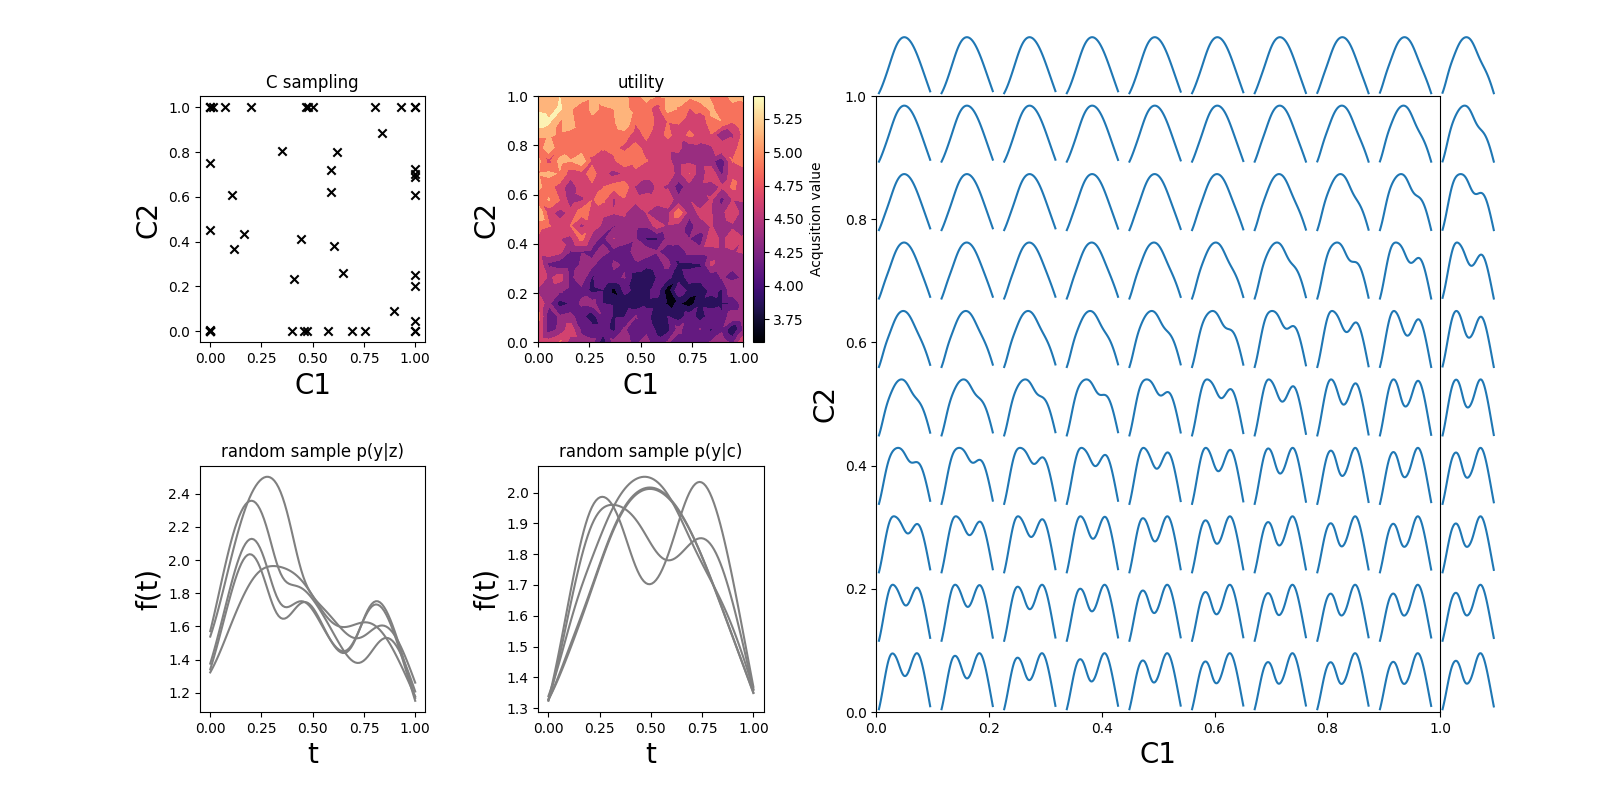 C sampling
1.0
0.8
0.6
0.4
0.2
0.0
C2
0.00 0.25 0.50 0.75 1.00
C1
utility
1.0
0.8
0.6
0.4
0.2
0.0
C2
0.00 0.25 0.50 0.75 1.00
C1
5.25
5.00
4.75
4.50
4.25
4.00
3.75
Acqusition value
random sample p(y|z)
2.4
2.2
2.0
1.8
1.6
1.4
1.2
f(t)
0.00 0.25 0.50 0.75 1.00
t
random sample p(y|c)
2.0
1.9
1.8
1.7
1.6
1.5
1.4
1.3
f(t)
0.00 0.25 0.50 0.75 1.00
t
1.0
0.8
0.6
0.4
0.2
0.0
C2
0.0 0.2 0.4 0.6 0.8 1.0
C1